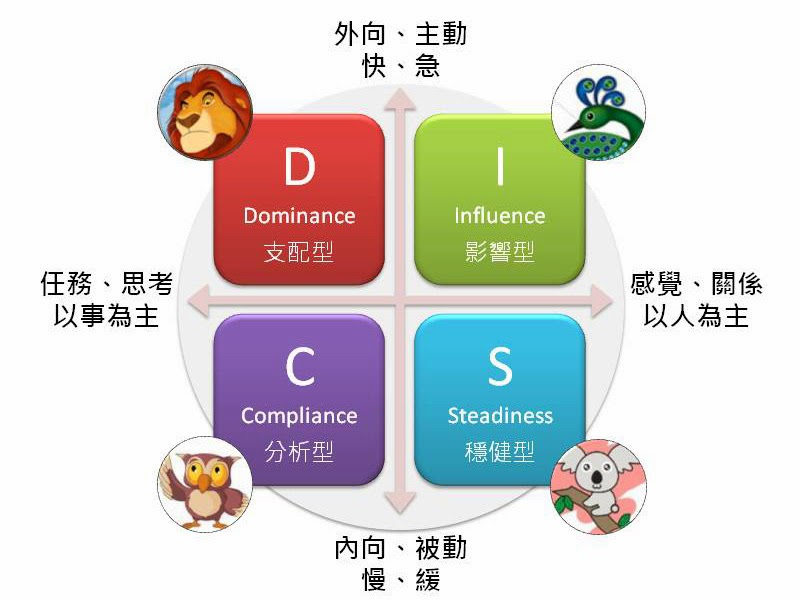 外向、主動
快、急
D
Dominance
支配型
I
Influence
影響型
任務、思考
以事為主
感覺、關係
以人為主
C
Compliance
分析型
S
Steadiness
穩健型
內向、被動
慢、緩